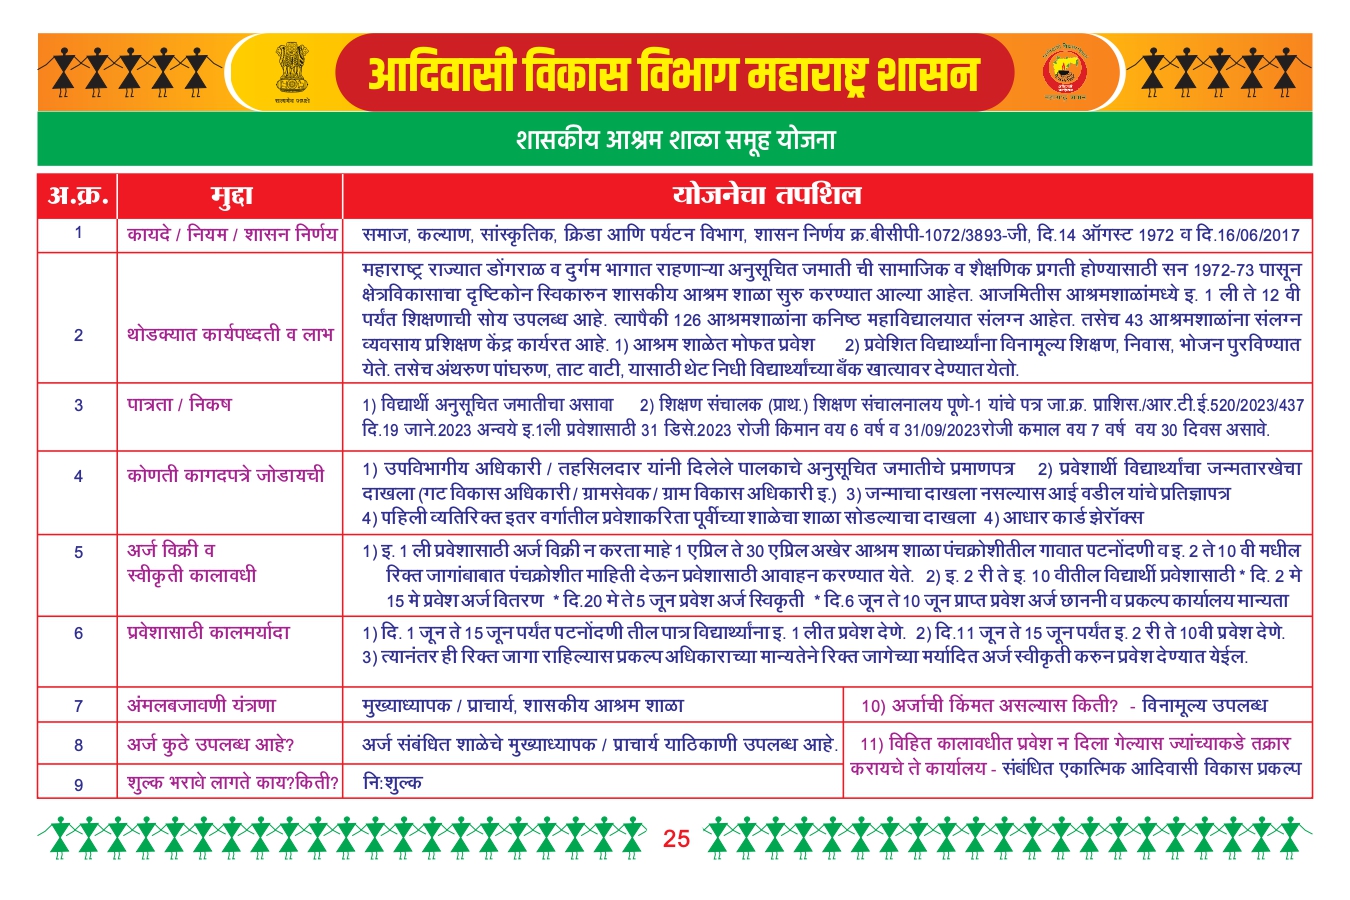 आदिवासी विकास विभाग महाराष्ट्र शासन
सत्यमेव जयते
शासकीय आश्रम शाळा समूह योजना
अ.क्र. मुद्दा योजनेचा तपशिल
1 कायदे / नियम / शासन निर्णय समाज, कल्याण, सांस्कृतिक, क्रिडा आणि पर्यटन विभाग, शासन निर्णय क्र.बीसीपी-1072/3893-जी, दि.14 ऑगस्ट 1972 व दि.16/06/2017
महाराष्ट्र राज्यात डोंगराळ व दुर्गम भागात राहणाऱ्या अनुसूचित जमाती ची सामाजिक व शैक्षणिक प्रगती होण्यासाठी सन 1972-73 पासून
क्षेत्रविकासाचा दृष्टिकोन स्विकारुन शासकीय आश्रम शाळा सुरु करण्यात आल्या आहेत. आजमितीस आश्रमशाळांमध्ये इ. 1 ली ते 12 वी
पर्यंत शिक्षणाची सोय उपलब्ध आहे. त्यापैकी 126 आश्रमशाळांना कनिष्ठ महाविद्यालयात संलग्न आहेत. तसेच 43 आश्रमशाळांना संलग्न
2 थोडक्यात कार्यपध्दती व लाभ व्यवसाय प्रशिक्षण केंद्र कार्यरत आहे. 1) आश्रम शाळेत मोफत प्रवेश 2) प्रवेशित विद्यार्थ्यांना विनामूल्य शिक्षण, निवास, भोजन पुरविण्यात
येते. तसेच अंथरुण पांघरुण, ताट वाटी, यासाठी थेट निधी विद्यार्थ्यांच्या बँक खात्यावर देण्यात येतो.
3 पात्रता / निकष 1) विद्यार्थी अनुसूचित जमातीचा असावा 2) शिक्षण संचालक (प्राथ.) शिक्षण संचालनालय पूणे-1 यांचे पत्र जा.क्र. प्राशिस./आर.टी.ई.520/2023/437
दि.19 जाने.2023 अन्वये इ.1ली प्रवेशासाठी 31 डिसे.2023 रोजी किमान वय 6 वर्ष व 31/09/2023रोजी कमाल वय 7 वर्ष वय 30 दिवस असावे.
4 कोणती कागदपत्रे जोडायची 1) उपविभागीय अधिकारी / तहसिलदार यांनी दिलेले पालकाचे अनुसूचित जमातीचे प्रमाणपत्र 2) प्रवेशार्थी विद्यार्थ्यांचा जन्मतारखेचा
दाखला (गट विकास अधिकारी / ग्रामसेवक / ग्राम विकास अधिकारी इ.) 3) जन्माचा दाखला नसल्यास आई वडील यांचे प्रतिज्ञापत्र
4) पहिली व्यतिरिक्त इतर वर्गातील प्रवेशाकरिता पूर्वीच्या शाळेचा शाळा सोडल्याचा दाखला 4) आधार कार्ड झेरॉक्स
5 अर्ज विक्री व 1) इ. 1 ली प्रवेशासाठी अर्ज विक्री न करता माहे 1 एप्रिल ते 30 एप्रिल अखेर आश्रम शाळा पंचक्रोशीतील गावात पटनोंदणी व इ. 2 ते 10 वी मधील
स्वीकृती कालावधी रिक्त जागांबाबात पंचक्रोशीत माहिती देऊन प्रवेशासाठी आवाहन करण्यात येते. 2) इ. 2 री ते इ. 10 वीतील विद्यार्थी प्रवेशासाठी * दि. 2 मे
15 मे प्रवेश अर्ज वितरण * दि.20 मे ते 5 जून प्रवेश अर्ज स्विकृती * दि.6 जून ते 10 जून प्राप्त प्रवेश अर्ज छाननी व प्रकल्प कार्यालय मान्यता
6 प्रवेशासाठी कालमर्यादा 1) दि. 1 जून ते 15 जून पर्यंत पटनोंदणी तील पात्र विद्यार्थ्यांना इ. 1 लीत प्रवेश देणे. 2) दि.11 जून ते 15 जून पर्यंत इ. 2 री ते 10वी प्रवेश देणे.
3) त्यानंतर ही रिक्त जागा राहिल्यास प्रकल्प अधिकाराच्या मान्यतेने रिक्त जागेच्या मर्यादित अर्ज स्वीकृती करुन प्रवेश देण्यात येईल.
7 अंमलबजावणी यंत्रणा मुख्याध्यापक / प्राचार्य, शासकीय आश्रम शाळा 10) अर्जाची किंमत असल्यास किती? - विनामूल्य उपलब्ध
8 अर्ज कुठे उपलब्ध आहे? अर्ज संबंधित शाळेचे मुख्याध्यापक / प्राचार्य याठिकाणी उपलब्ध आहे. 11) विहित कालावधीत प्रवेश न दिला गेल्यास ज्यांच्याकडे तक्रार
करायचे ते कार्यालय - संबंधित एकात्मिक आदिवासी विकास प्रकल्प
9 शुल्क भरावे लागते काय?किती? नि:शुल्क
25